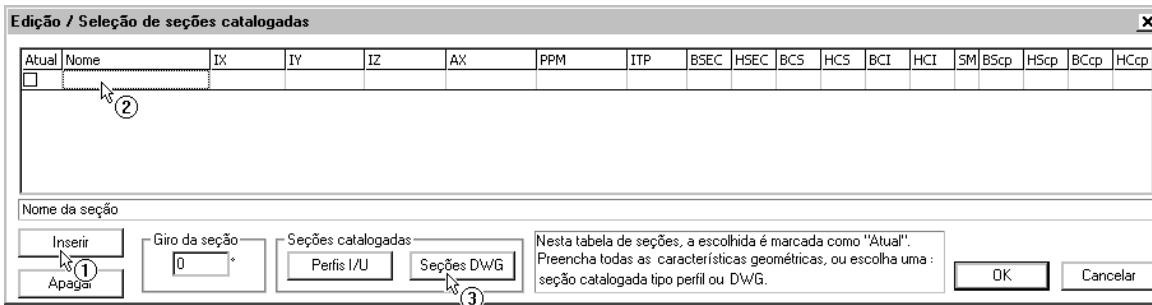 Edição / Seleção de seções catalogadas
Atual Nome IX IY IZ AX PPM ITP BSEC HSEC BCS HCS BCI HCI SM BScp HScp BCcp HCcp
2
Nome da seção
Inserir
1
Apagar
Giro da seção
0 °
Seções catalogadas
Perfis I/U Seções DWG
3
Nesta tabela de seções, a escolhida é marcada como "Atual".
Preencha todas as características geométricas, ou escolha uma :
seção catalogada tipo perfil ou DWG.
OK Cancelar